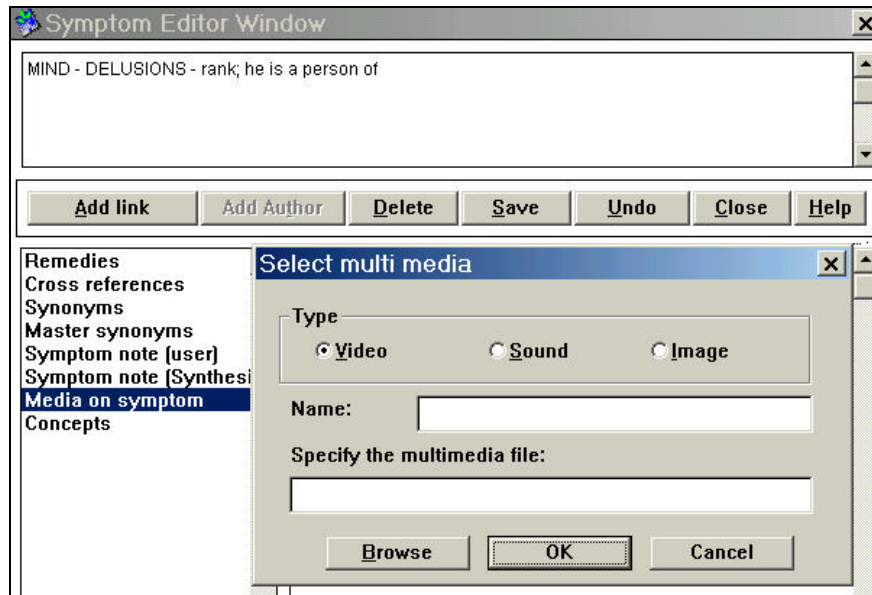 Symptom Editor Window
MIND - DELUSIONS - rank; he is a person of
Add link Add Author Delete Save Undo Close Help
Remedies
Cross references
Synonyms
Master synonyms
Symptom note (user)
Symptom note (Synthesi
Media on symptom
Concepts
Select multi media
Type
Video Sound Image
Name:
Specify the multimedia file:
Browse OK Cancel